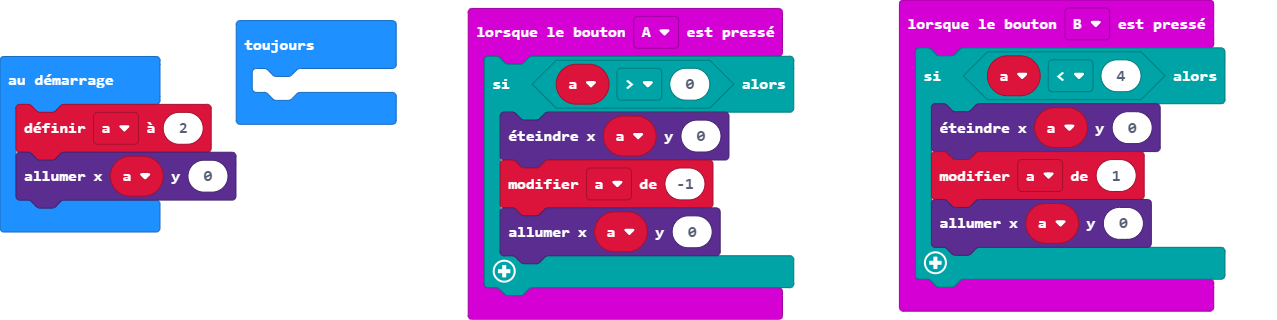 au démarrage
définir a à 2
allumer x a y 0
toujours
lorsque le bouton A est pressé
si a > 0 alors
éteindre x a y 0
modifier a de -1
allumer x a y 0
lorsque le bouton B est pressé
si a < 4 alors
éteindre x a y 0
modifier a de 1
allumer x a y 0